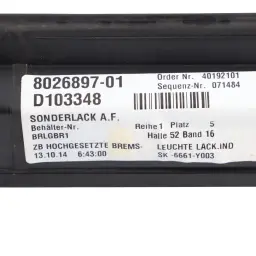 8026897-01 Order Nr. 40192101
D103348 Sequenz-Nr. 071484
SONDERLACK A.F.
Behälter-Nr. Reihe 1 Platz 5
BRLGBR1 Halle 52 Band 16
ZB HOCHGESETZTE BREMS- LEUCHTE LACK.IND
13.10.14 6:43:00 SK -6661-Y003